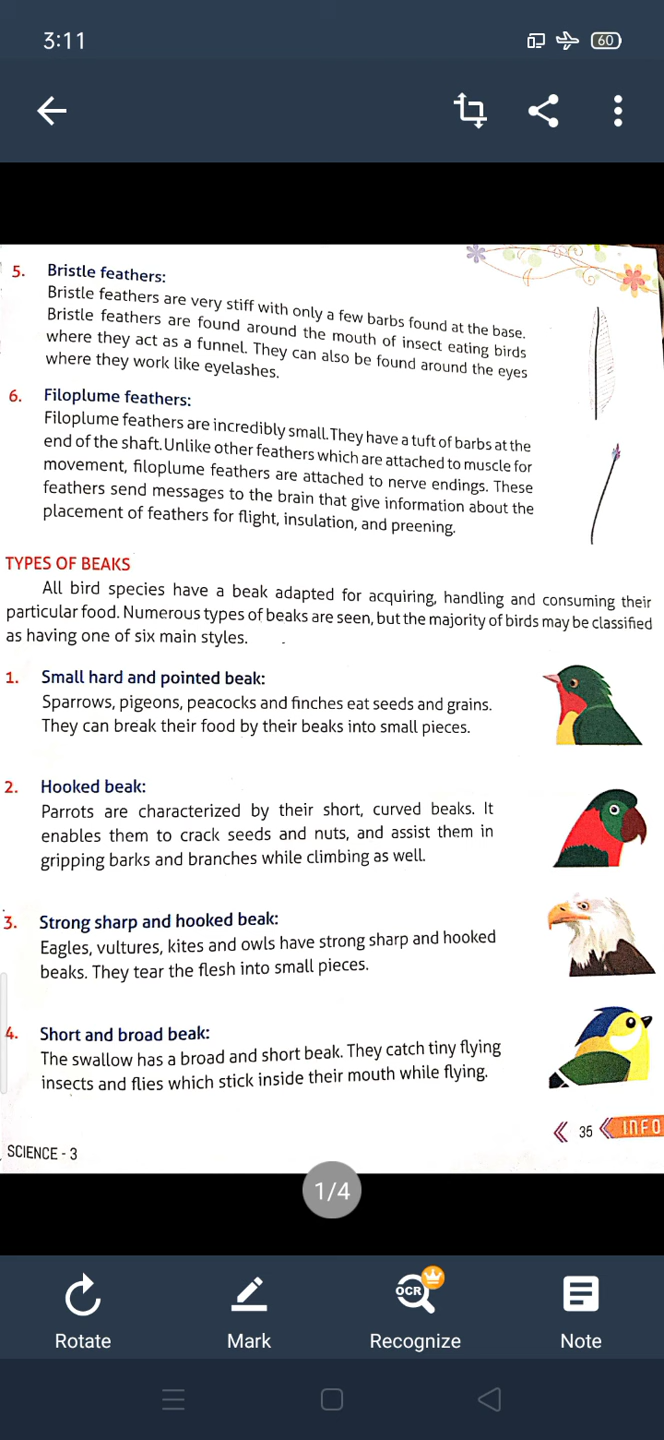 3:11
60
5. Bristle feathers:
Bristle feathers are very stiff with only a few barbs found at the base.
Bristle feathers are found around the mouth of insect eating birds
where they act as a funnel. They can also be found around the eyes
where they work like eyelashes.
6. Filoplume feathers:
Filoplume feathers are incredibly small. They have a tuft of barbs at the
end of the shaft. Unlike other feathers which are attached to muscle for
movement, filoplume feathers are attached to nerve endings. These
feathers send messages to the brain that give information about the
placement of feathers for flight, insulation, and preening.
TYPES OF BEAKS
All bird species have a beak adapted for acquiring, handling and consuming their
particular food. Numerous types of beaks are seen, but the majority of birds may be classified
as having one of six main styles.
1. Small hard and pointed beak:
Sparrows, pigeons, peacocks and finches eat seeds and grains.
They can break their food by their beaks into small pieces.
2. Hooked beak:
Parrots are characterized by their short, curved beaks. It
enables them to crack seeds and nuts, and assist them in
gripping barks and branches while climbing as well.
3. Strong sharp and hooked beak:
Eagles, vultures, kites and owls have strong sharp and hooked
beaks. They tear the flesh into small pieces.
4. Short and broad beak:
The swallow has a broad and short beak. They catch tiny flying
insects and flies which stick inside their mouth while flying.
35 INFO
SCIENCE - 3
1/4
OCR
Rotate Mark Recognize Note